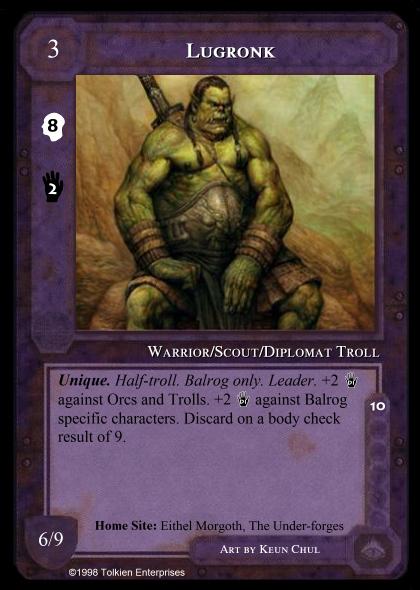 3
LUGRONK
8
2
WARRIOR/SCOUT/DIPLOMAT TROLL
Unique. Half-troll. Balrog only. Leader. +2 DI
against Orcs and Trolls. +2 DI against Balrog
specific characters. Discard on a body check
result of 9.
10
Home Site: Eithel Morgoth, The Under-forges
6/9
ART BY KEUN CHUL
©1998 Tolkien Enterprises